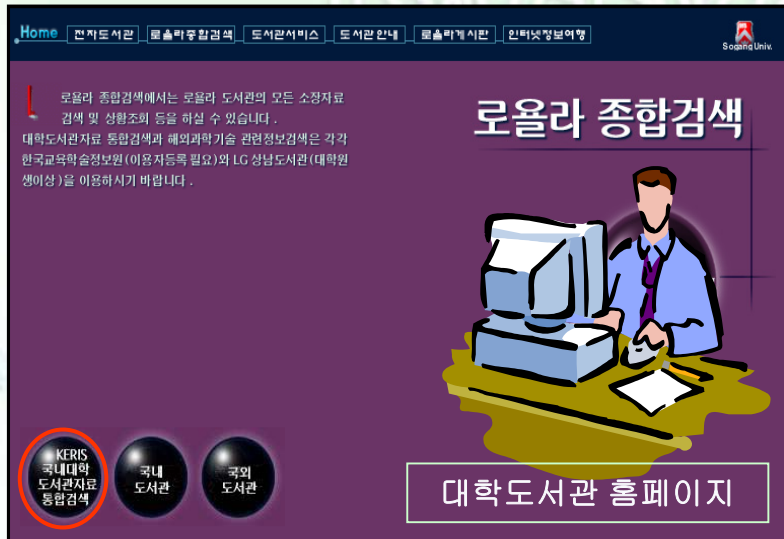 Home 전자도서관 로욜라종합검색 도서관서비스 도서관안내 로욜라게시판 인터넷정보여행
Sogang Univ.
로욜라 종합검색에서는 로욜라 도서관의 모든 소장자료
검색 및 상황조회 등을 하실 수 있습니다 .
대학도서관자료 통합검색과 해외과학기술 관련정보검색은 각각
한국교육학술정보원(이용자등록 필요)와 LG 상남도서관(대학원
생이상)을 이용하시기 바랍니다 .
로욜라 종합검색
KERIS
국내대학
도서관자료
통합검색
국내
도서관
국외
도서관
대학도서관 홈페이지